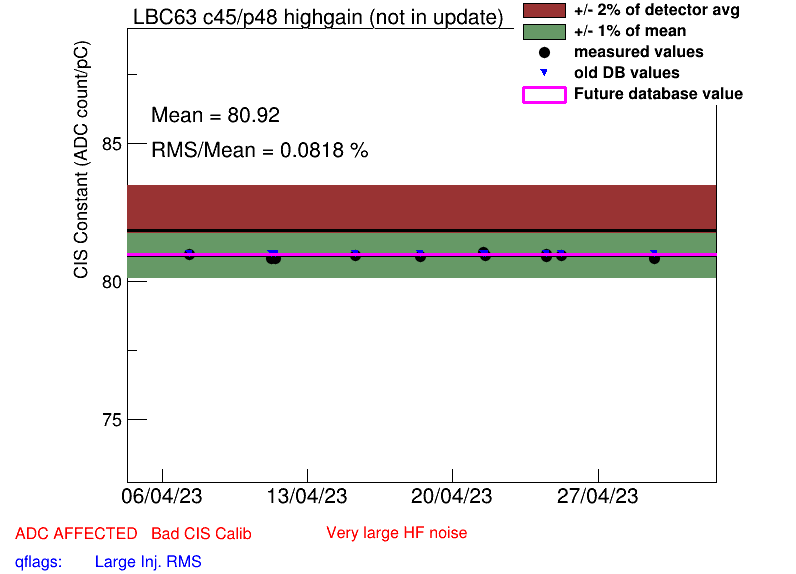 LBC63 c45/p48 highgain (not in update)
+/- 2% of detector avg
+/- 1% of mean
measured values
old DB values
Future database value
CIS Constant (ADC count/pC)
Mean = 80.92
RMS/Mean = 0.0818 %
85
80
75
06/04/23 13/04/23 20/04/23 27/04/23
ADC AFFECTED Bad CIS Calib Very large HF noise
qflags: Large Inj. RMS